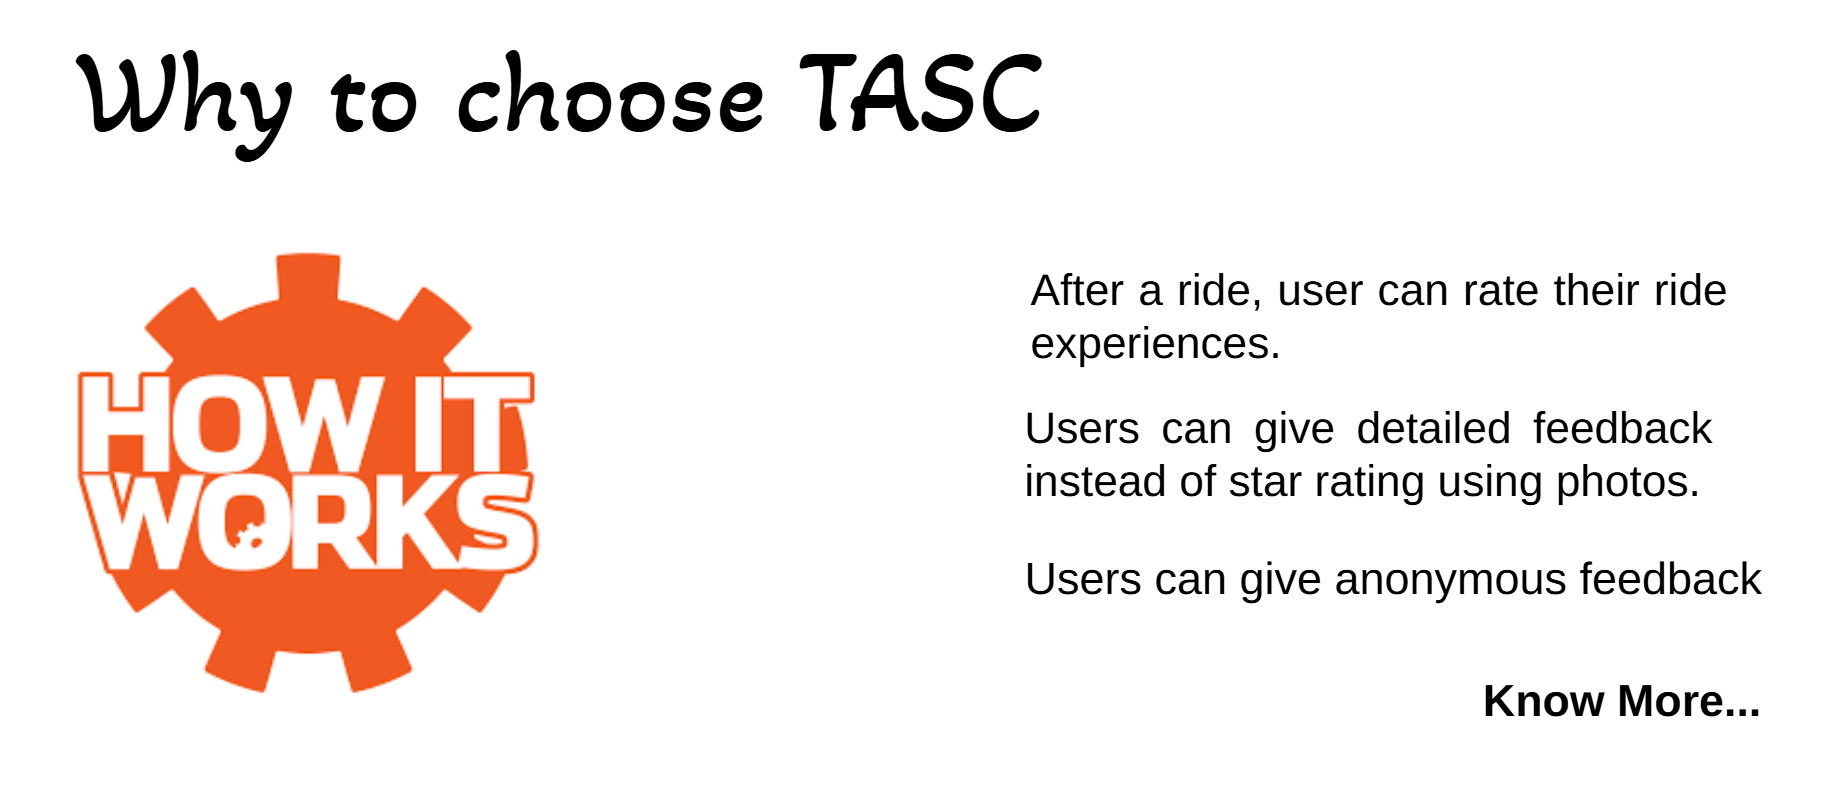 Why to choose TASC
HOW IT
WORKS
After a ride, user can rate their ride
experiences.
Users can give detailed feedback
instead of star rating using photos.
Users can give anonymous feedback
Know More...